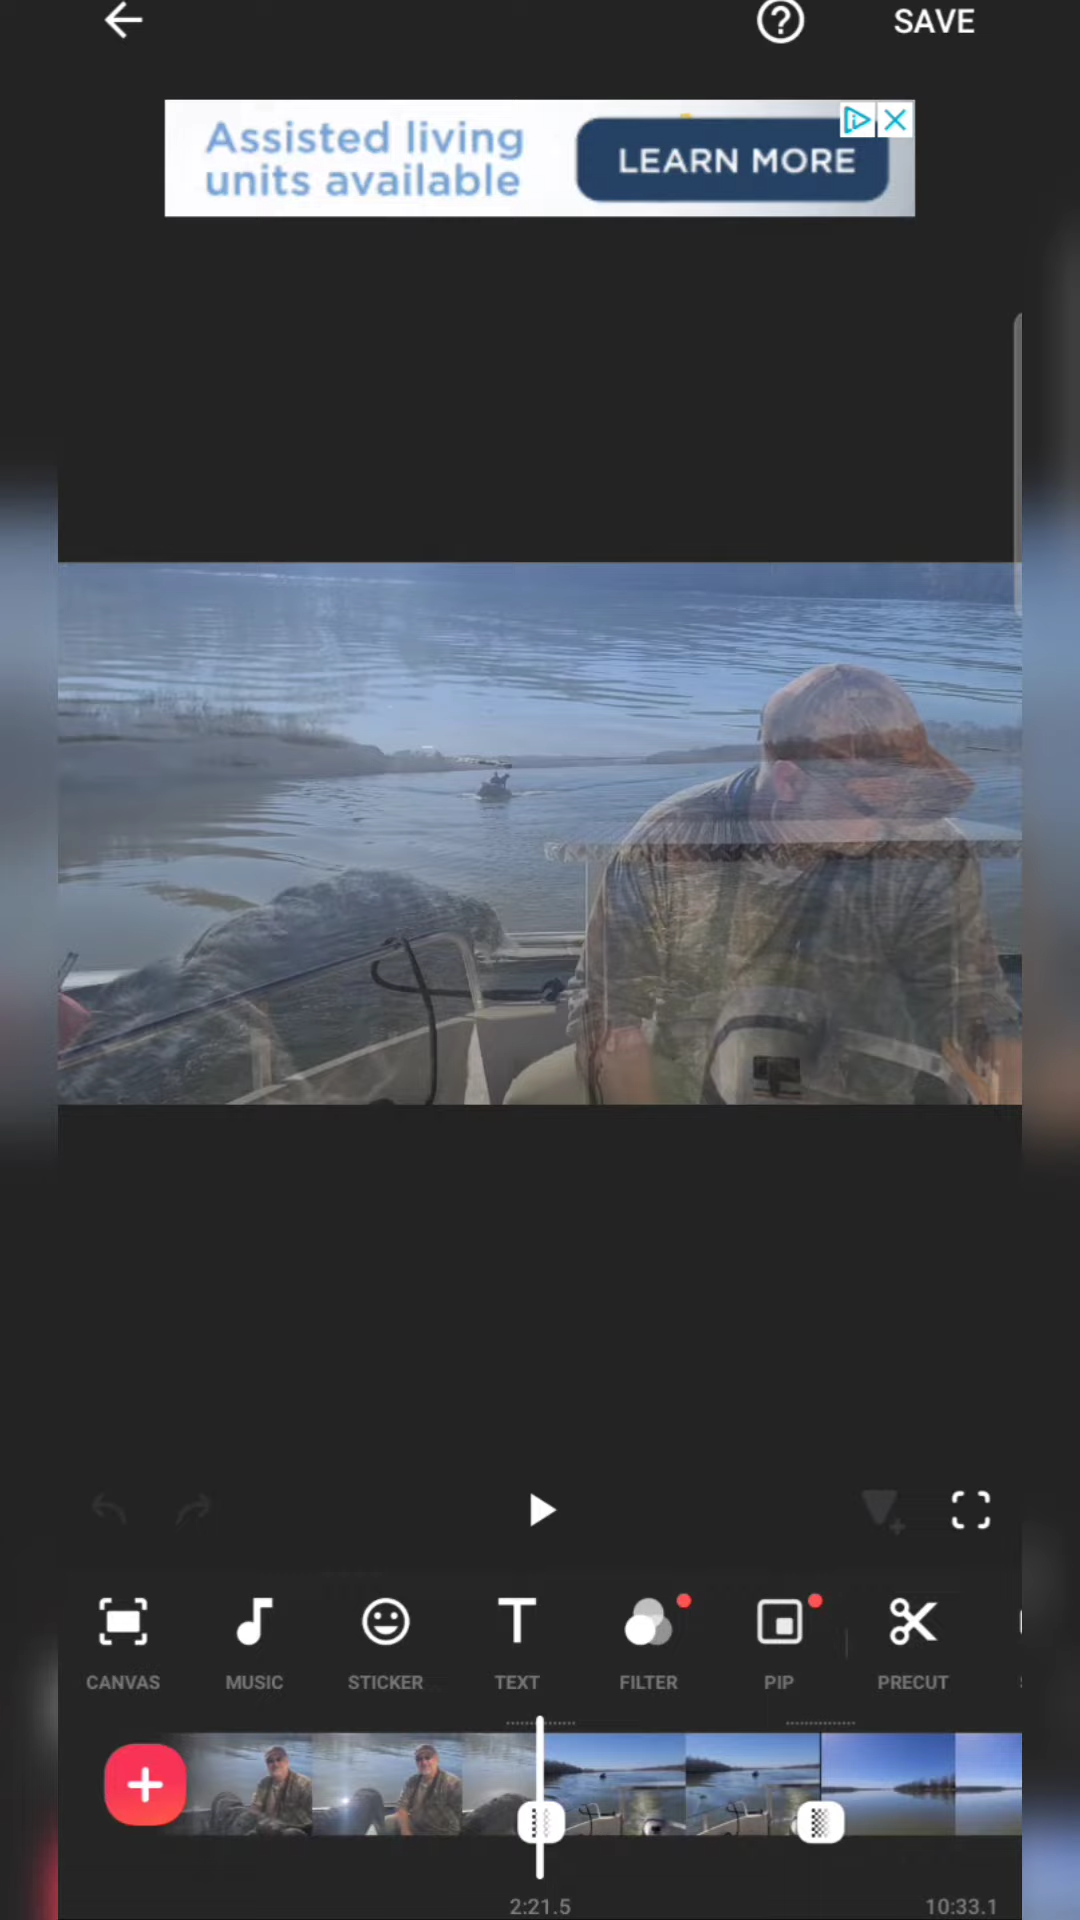 SAVE
Assisted living
units available
LEARN MORE
CANVAS
MUSIC
STICKER
TEXT
FILTER
PIP
PRECUT
2:21.5
10:33.1